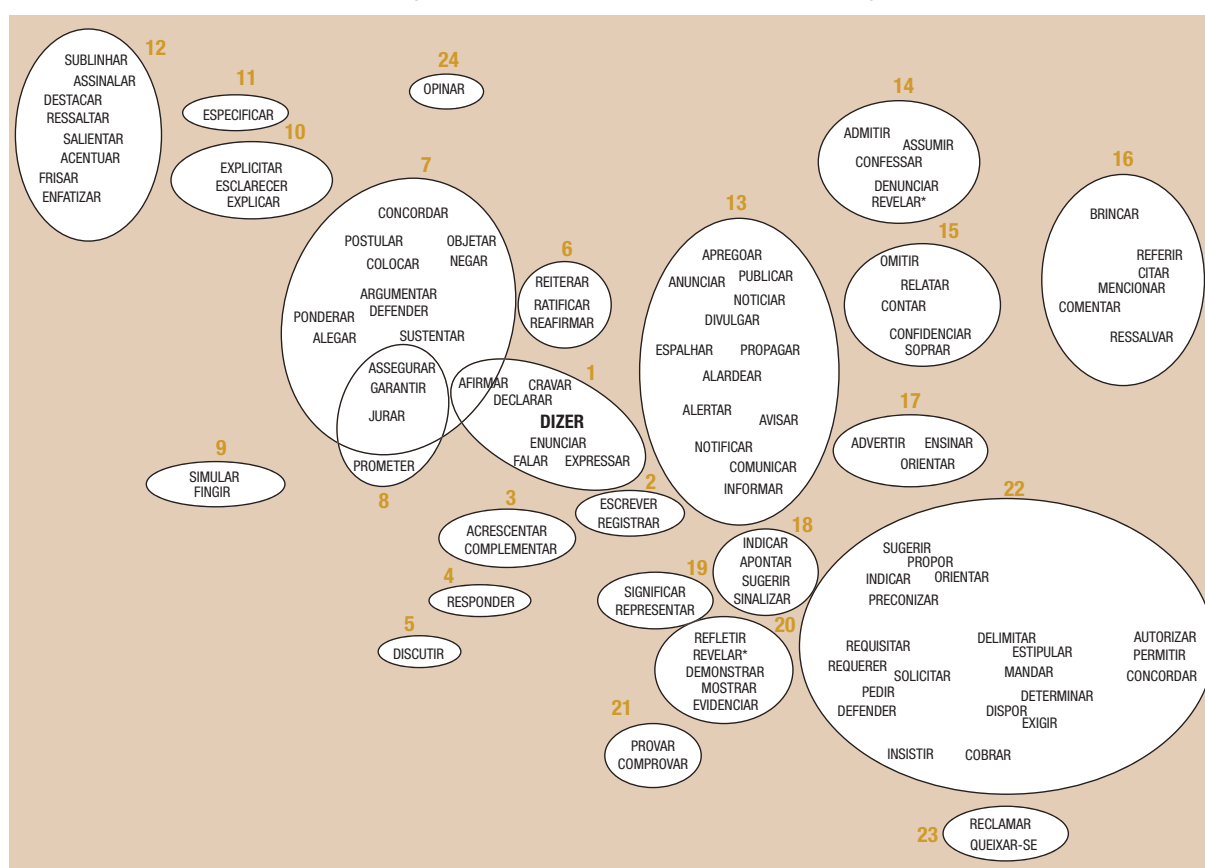 12
SUBLINHAR
ASSINALAR
DESTACAR
RESSALTAR
SALIENTAR
ACENTUAR
FRISAR
ENFATIZAR
11
ESPECIFICAR
10
EXPLICITAR
ESCLARECER
EXPLICAR
24
OPINAR
7
CONCORDAR
POSTULAR
OBJETAR
COLOCAR
NEGAR
ARGUMENTAR
DEFENDER
PONDERAR
ALEGAR
SUSTENTAR
ASSEGURAR
GARANTIR
JURAR
PROMETER
8
6
REITERAR
RATIFICAR
REAFIRMAR
1
AFIRMAR
CRAVAR
DECLARAR
DIZER
ENUNCIAR
FALAR
EXPRESSAR
9
SIMULAR
FINGIR
2
ESCREVER
REGISTRAR
3
ACRESCENTAR
COMPLEMENTAR
4
RESPONDER
5
DISCUTIR
13
APREGOAR
ANUNCIAR
PUBLICAR
NOTICIAR
DIVULGAR
ESPALHAR
PROPAGAR
ALARDEAR
ALERTAR
AVISAR
NOTIFICAR
COMUNICAR
INFORMAR
14
ADMITIR
ASSUMIR
CONFESSAR
DENUNCIAR
REVELAR*
15
OMITIR
RELATAR
CONTAR
CONFIDENCIAR
SOPRAR
16
BRINCAR
REFERIR
CITAR
MENCIONAR
COMENTAR
RESSALVAR
17
ADVERTIR
ENSINAR
ORIENTAR
18
INDICAR
APONTAR
SUGERIR
SINALIZAR
19
SIGNIFICAR
REPRESENTAR
20
REFLETIR
REVELAR*
DEMONSTRAR
MOSTRAR
EVIDENCIAR
21
PROVAR
COMPROVAR
22
SUGERIR
PROPOR
INDICAR
ORIENTAR
PRECONIZAR
REQUISITAR
REQUERER
SOLICITAR
PEDIR
DEFENDER
DELIMITAR
ESTIPULAR
MANDAR
DETERMINAR
DISPOR
EXIGIR
AUTORIZAR
PERMITIR
CONCORDAR
INSISTIR
COBRAR
23
RECLAMAR
QUEIXAR-SE